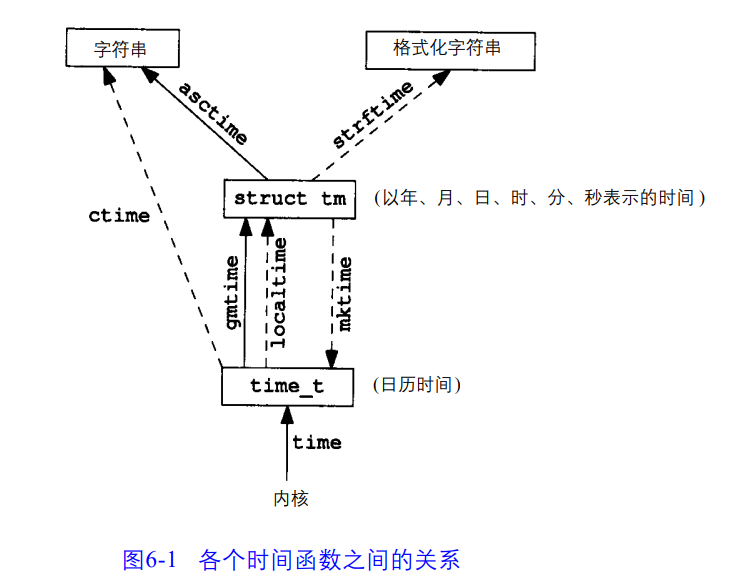 字符串
格式化字符串
asctime
strftime
struct tm
(以年、月、日、时、分、秒表示的时间)
ctime
gmtime
localtime
mktime
time_t
(日历时间)
time
内核
图6-1 各个时间函数之间的关系